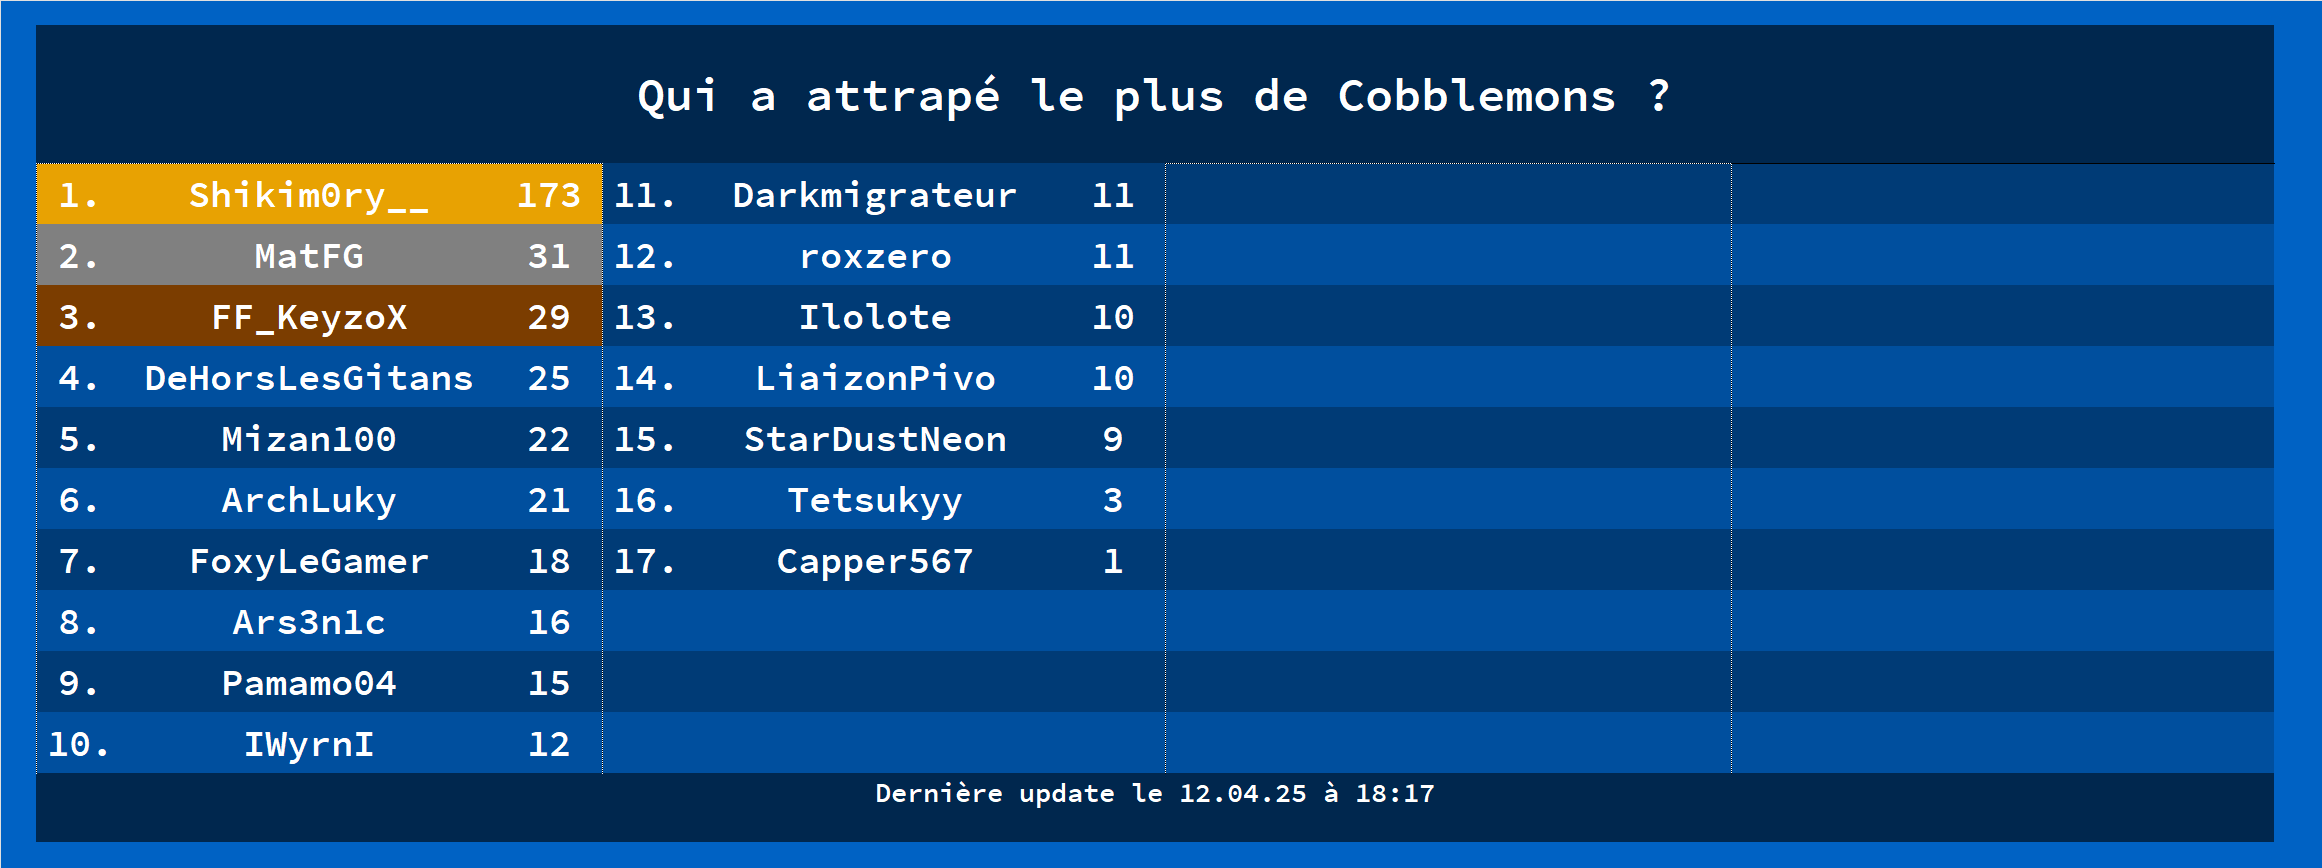 Qui a attrapé le plus de Cobblemons ?
1. Shikim0ry__ 173
2. MatFG 31
3. FF_KeyzoX 29
4. DeHorsLesGitans 25
5. Mizan100 22
6. ArchLuky 21
7. FoxyLeGamer 18
8. Ars3n1c 16
9. Pamamo04 15
10. IWyrnI 12
11. Darkmigrateur 11
12. roxzero 11
13. Ilolote 10
14. LiaizonPivo 10
15. StarDustNeon 9
16. Tetsukyy 3
17. Capper567 1
Dernière update le 12.04.25 à 18:17